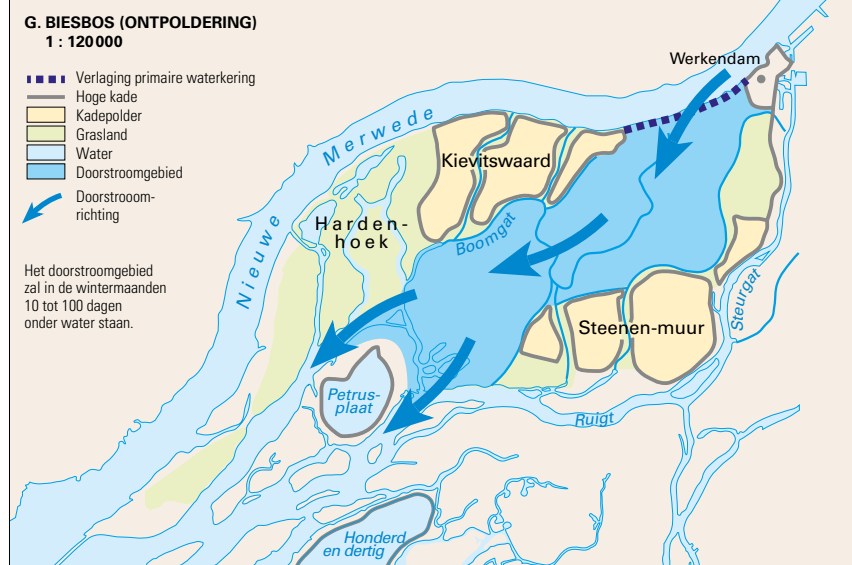 G. BIESBOS (ONTPOLDERING)
1 : 120 000
Verlaging primaire waterkering
Hoge kade
Kadepolder
Grasland
Water
Doorstroomgebied
Doorstrooom-
richting
Het doorstroomgebied
zal in de wintermaanden
10 tot 100 dagen
onder water staan.
Werkendam
Nieuwe Merwede
Kievitswaard
Harden-
hoek
Boomgat
Steurgat
Steenen-muur
Petrus-
plaat
Ruigt
Honderd
en dertig